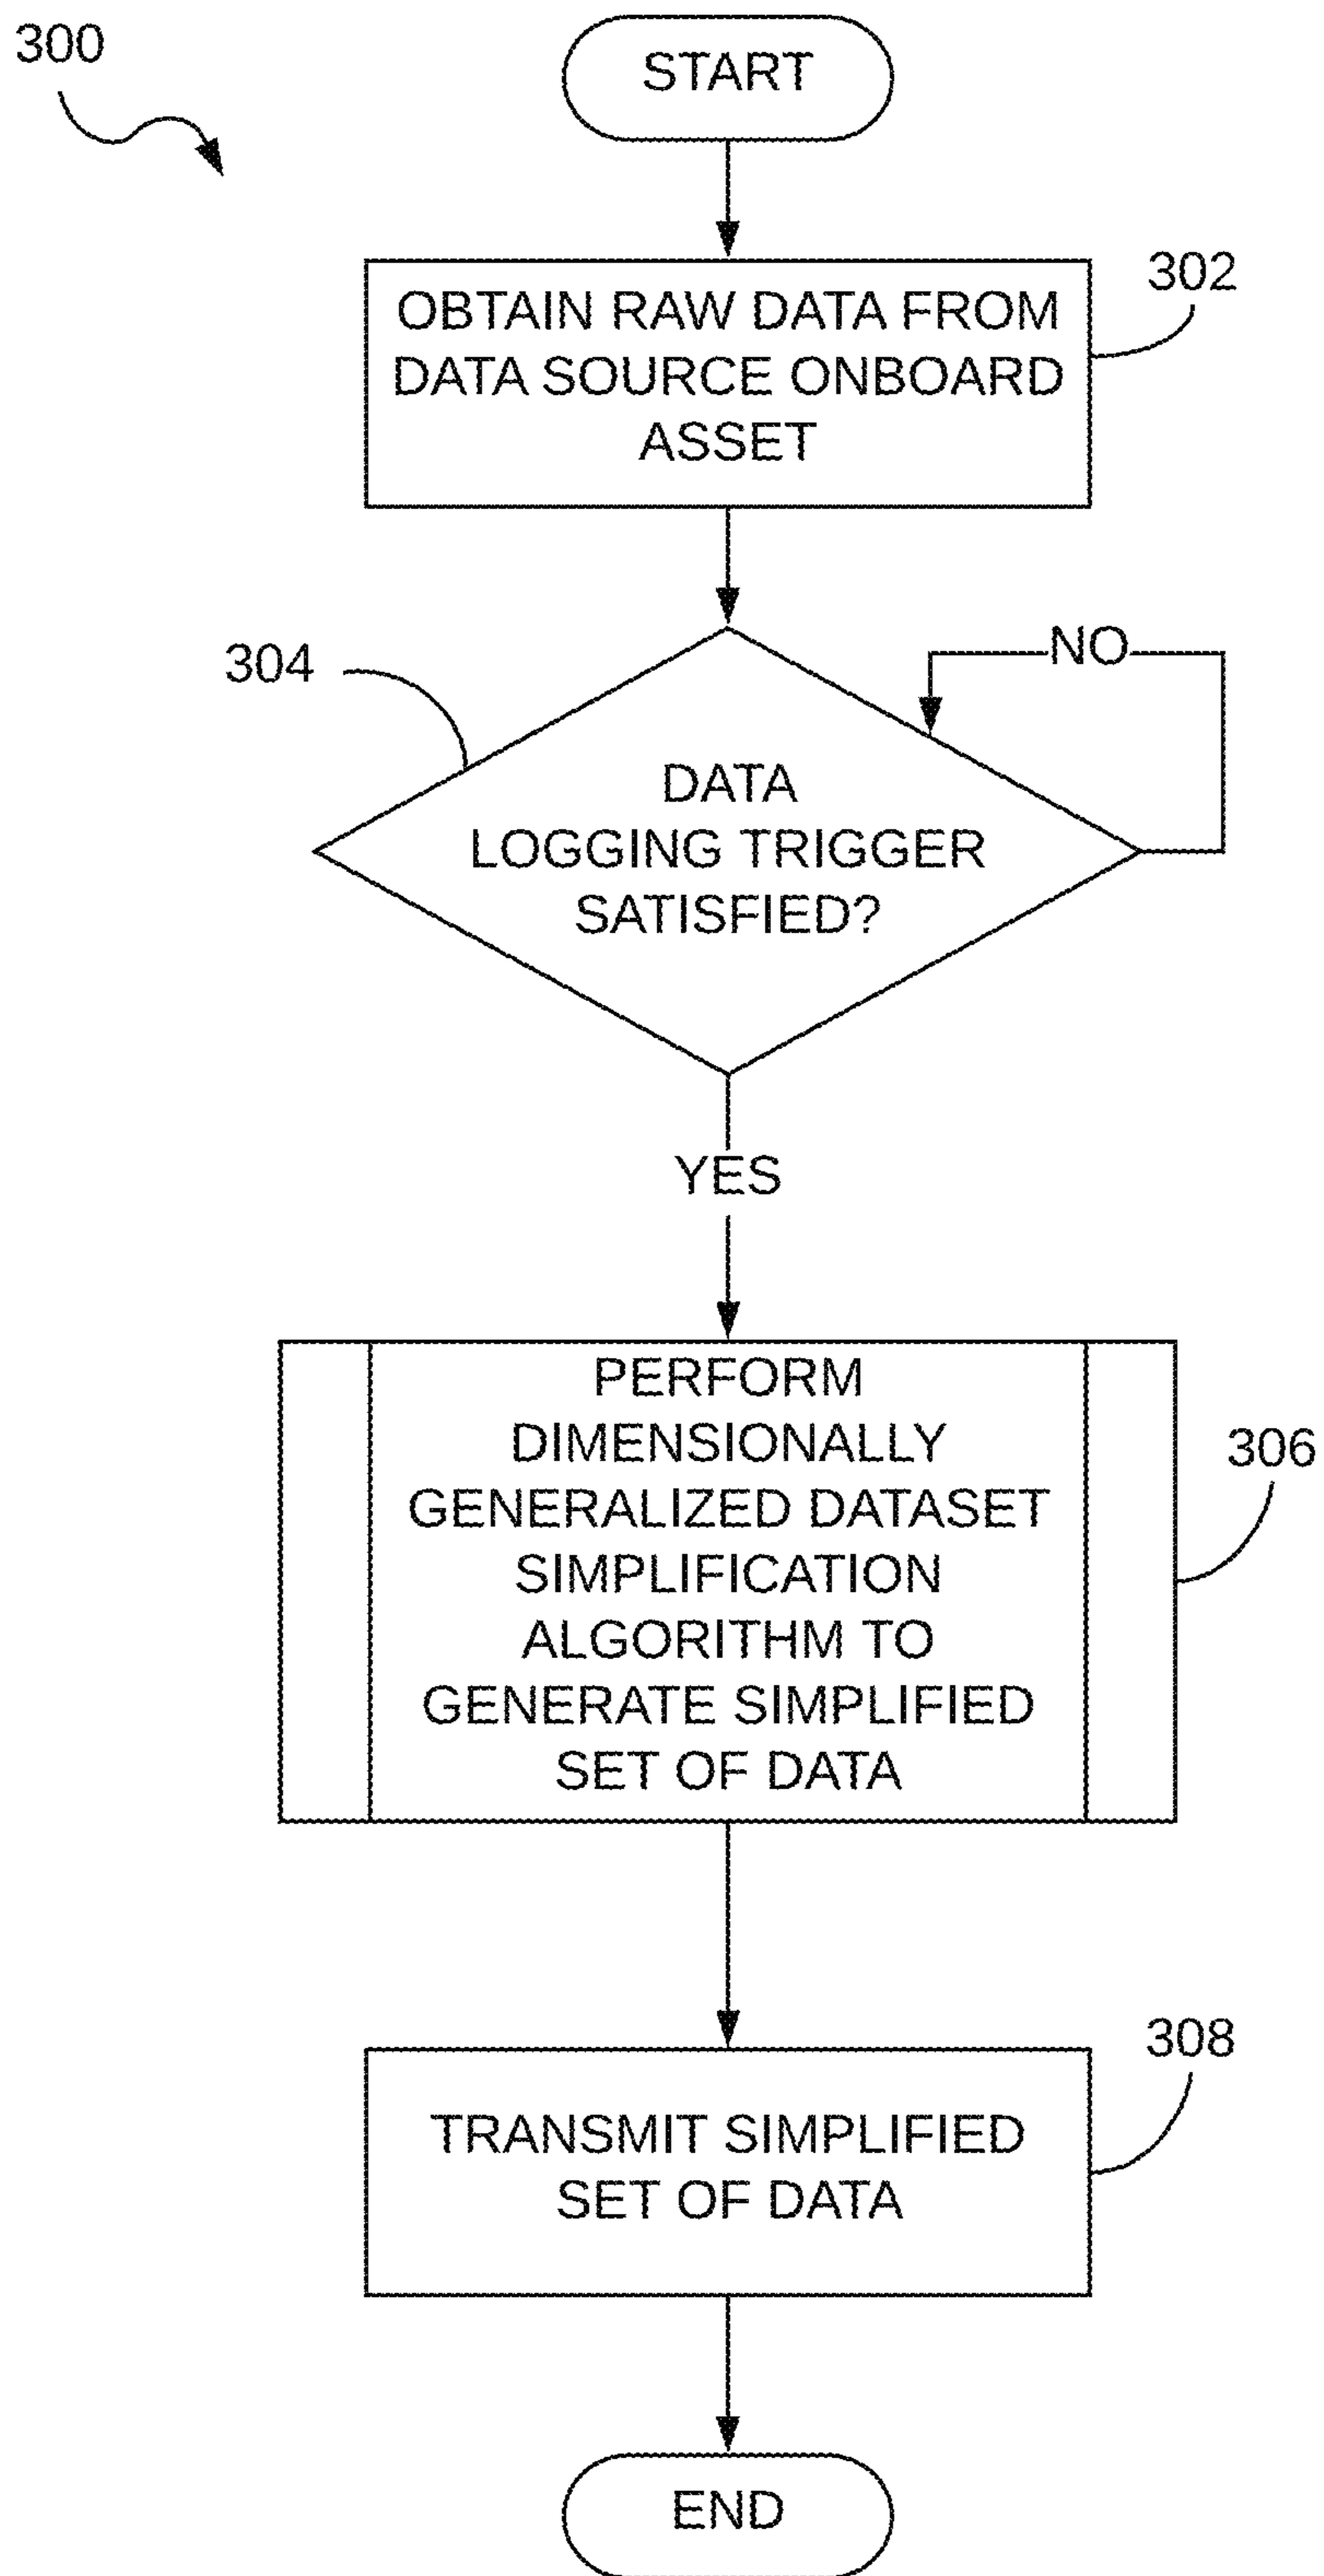 300
START
302
OBTAIN RAW DATA FROM
DATA SOURCE ONBOARD
ASSET
304
NO
DATA
LOGGING TRIGGER
SATISFIED?
YES
306
PERFORM
DIMENSIONALLY
GENERALIZED DATASET
SIMPLIFICATION
ALGORITHM TO
GENERATE SIMPLIFIED
SET OF DATA
308
TRANSMIT SIMPLIFIED
SET OF DATA
END